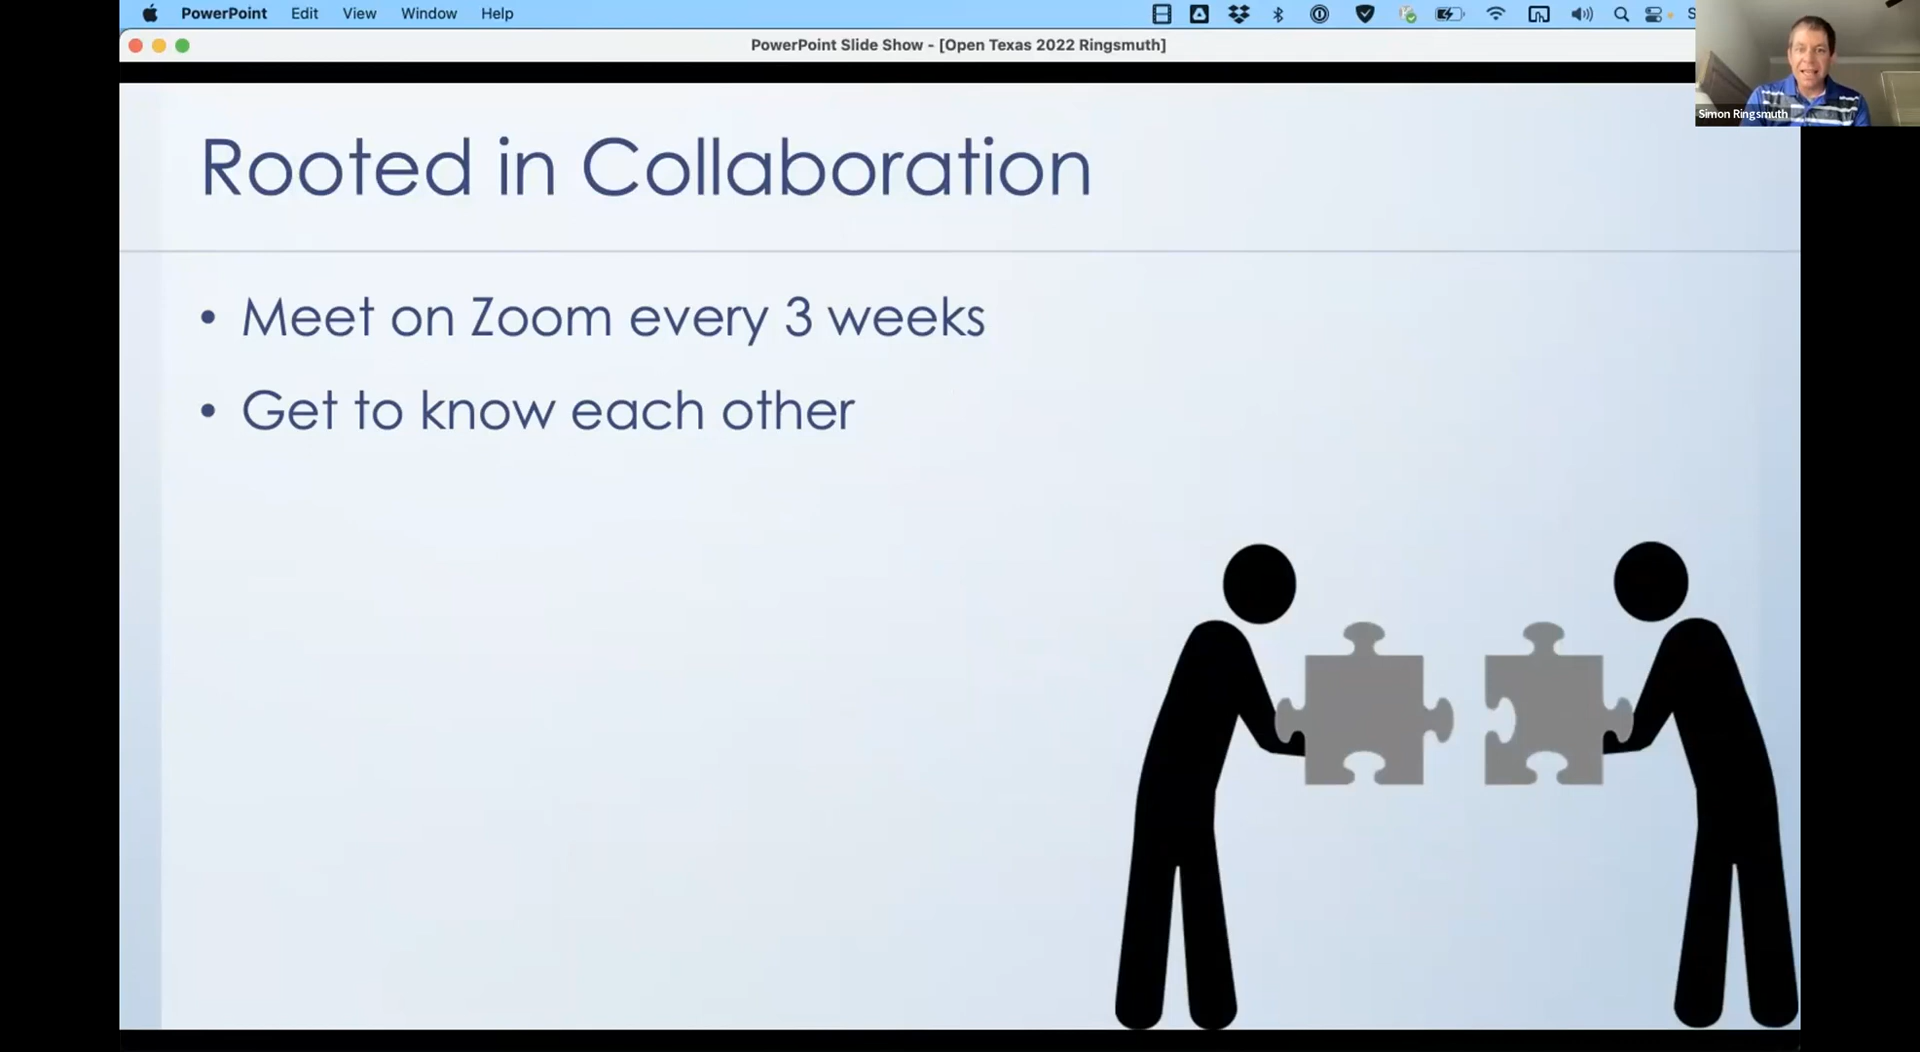 PowerPoint Edit View Window Help
PowerPoint Slide Show - [Open Texas 2022 Ringsmuth]
Simon Ringsmuth
Rooted in Collaboration
• Meet on Zoom every 3 weeks
• Get to know each other